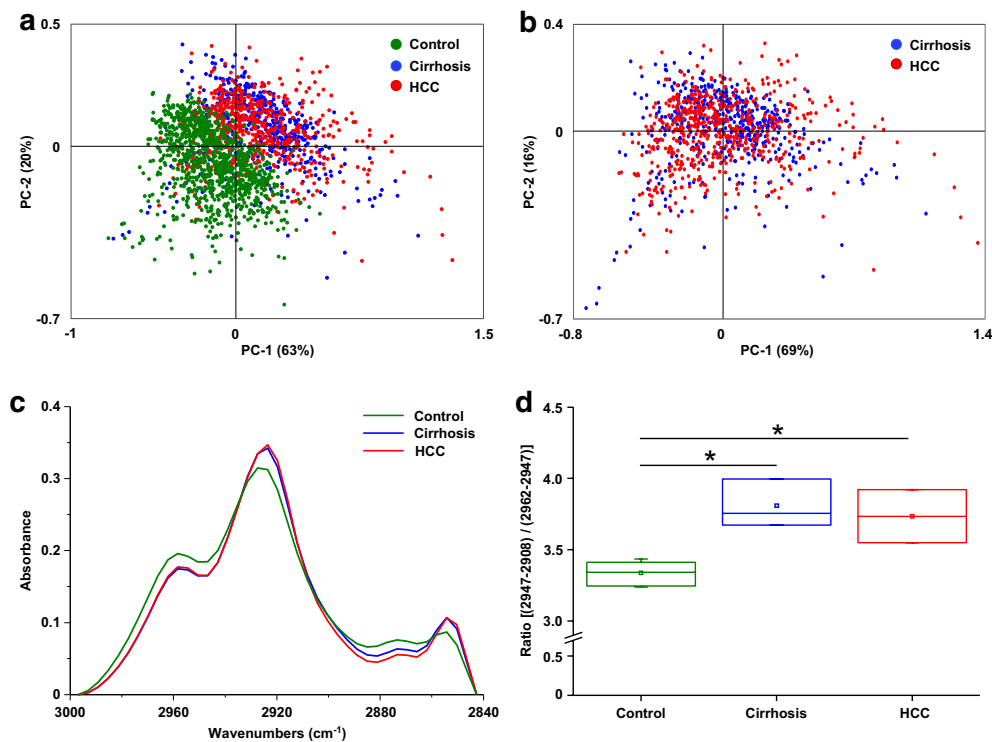 a
0.5
Control
Cirrhosis
HCC
PC-2 (20%)
0
-0.7
-1
0
1.5
PC-1 (63%)
b
0.4
Cirrhosis
HCC
PC-2 (16%)
0
-0.7
-0.8
0
1.4
PC-1 (69%)
c
0.4
0.3
0.2
0.1
0
Absorbance
Control
Cirrhosis
HCC
3000
2960
2920
2880
2840
Wavenumbers (cm⁻¹)
d
4.5
4.0
3.5
3.0
0.5
0
Ratio [(2947-2908) / (2962-2947)]
*
*
Control
Cirrhosis
HCC